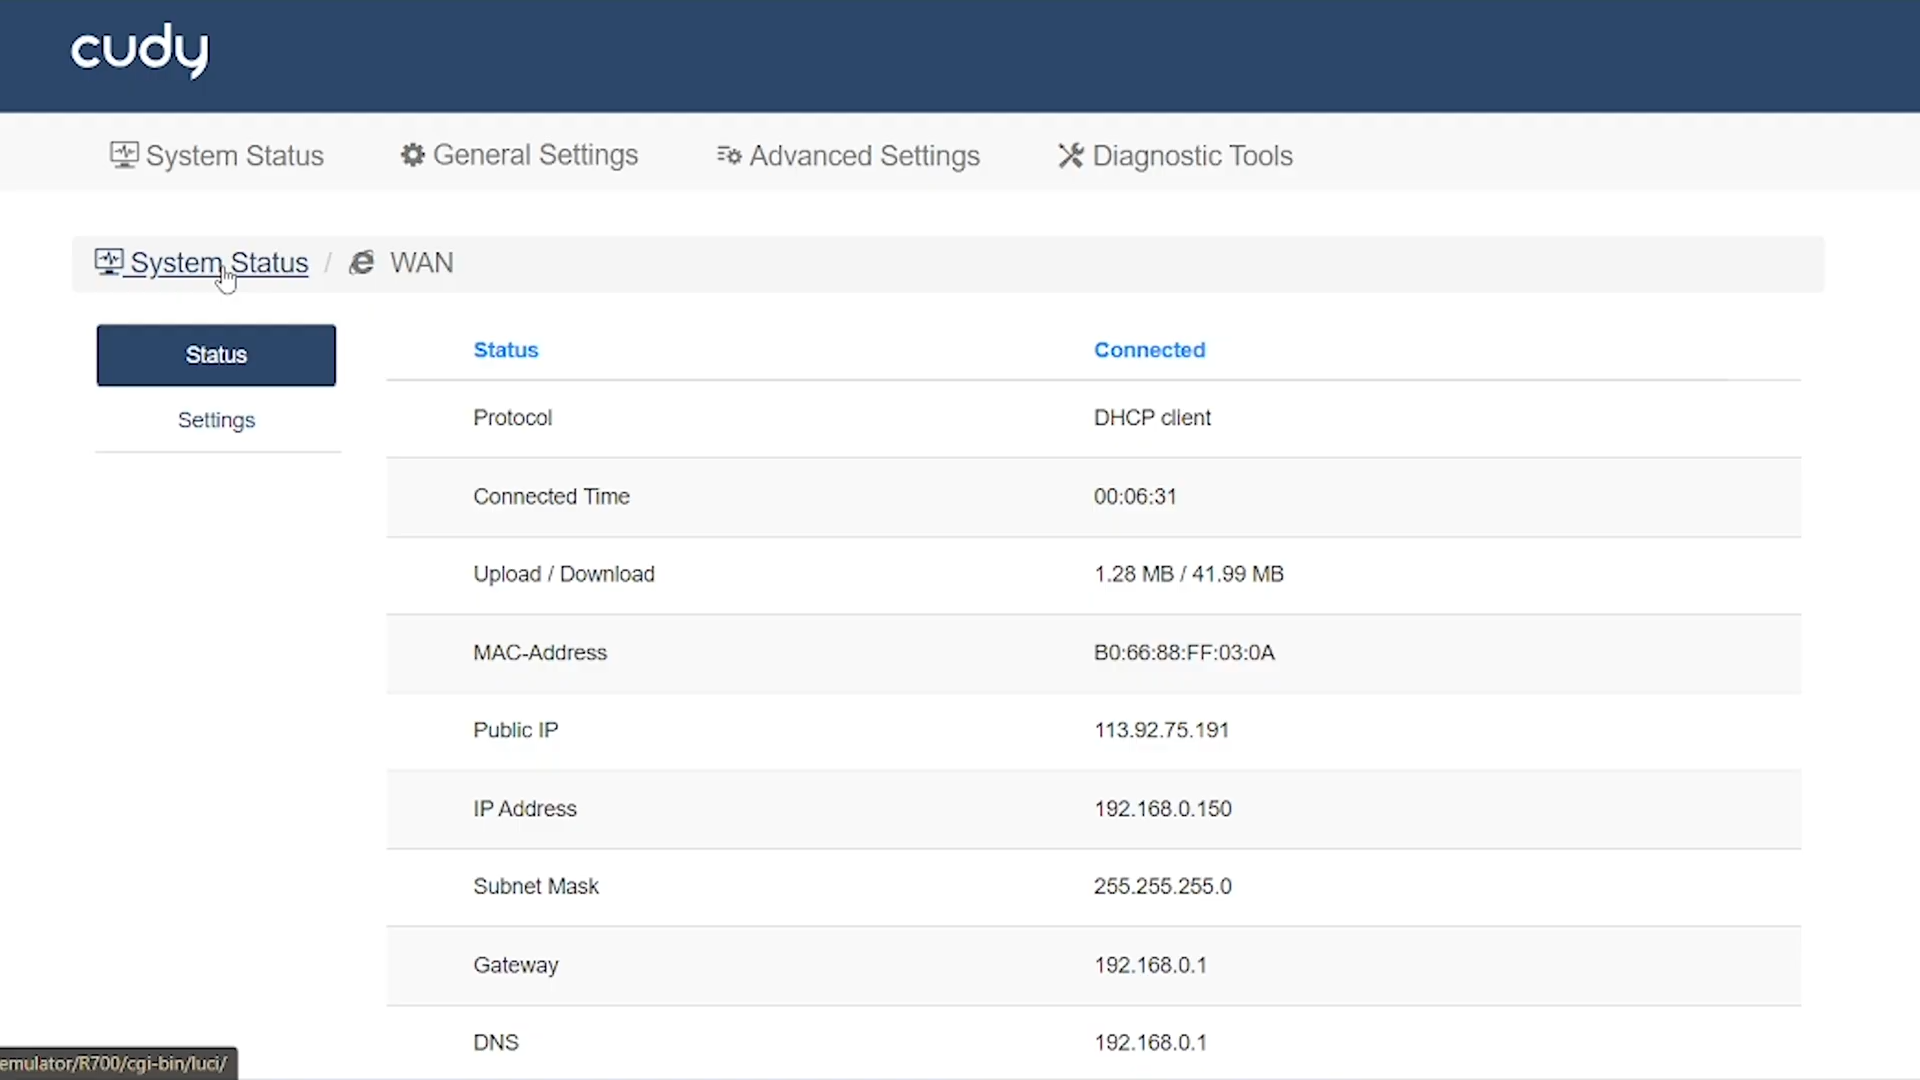 cudy
System Status General Settings Advanced Settings Diagnostic Tools
System Status / WAN
Status
Settings
Status Connected
Protocol DHCP client
Connected Time 00:06:31
Upload / Download 1.28 MB / 41.99 MB
MAC-Address B0:66:88:FF:03:0A
Public IP 113.92.75.191
IP Address 192.168.0.150
Subnet Mask 255.255.255.0
Gateway 192.168.0.1
DNS 192.168.0.1
emulator/R700/cgi-bin/luci/